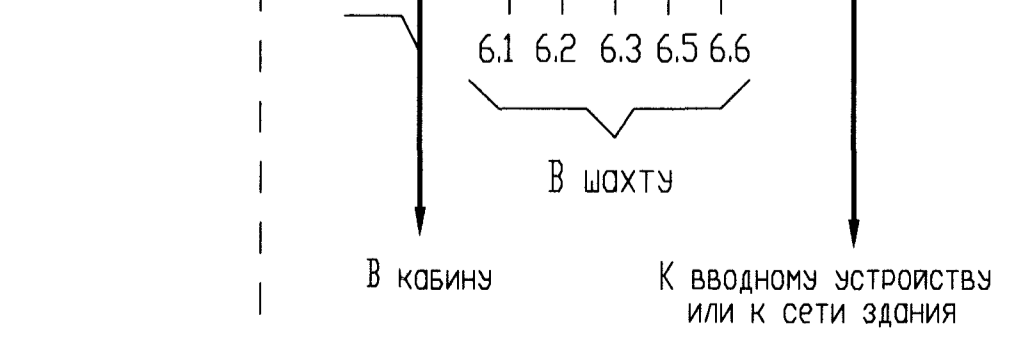 6.1 6.2 6.3 6.5 6.6
В шахту
В кабину
К вводному устройству
или к сети здания